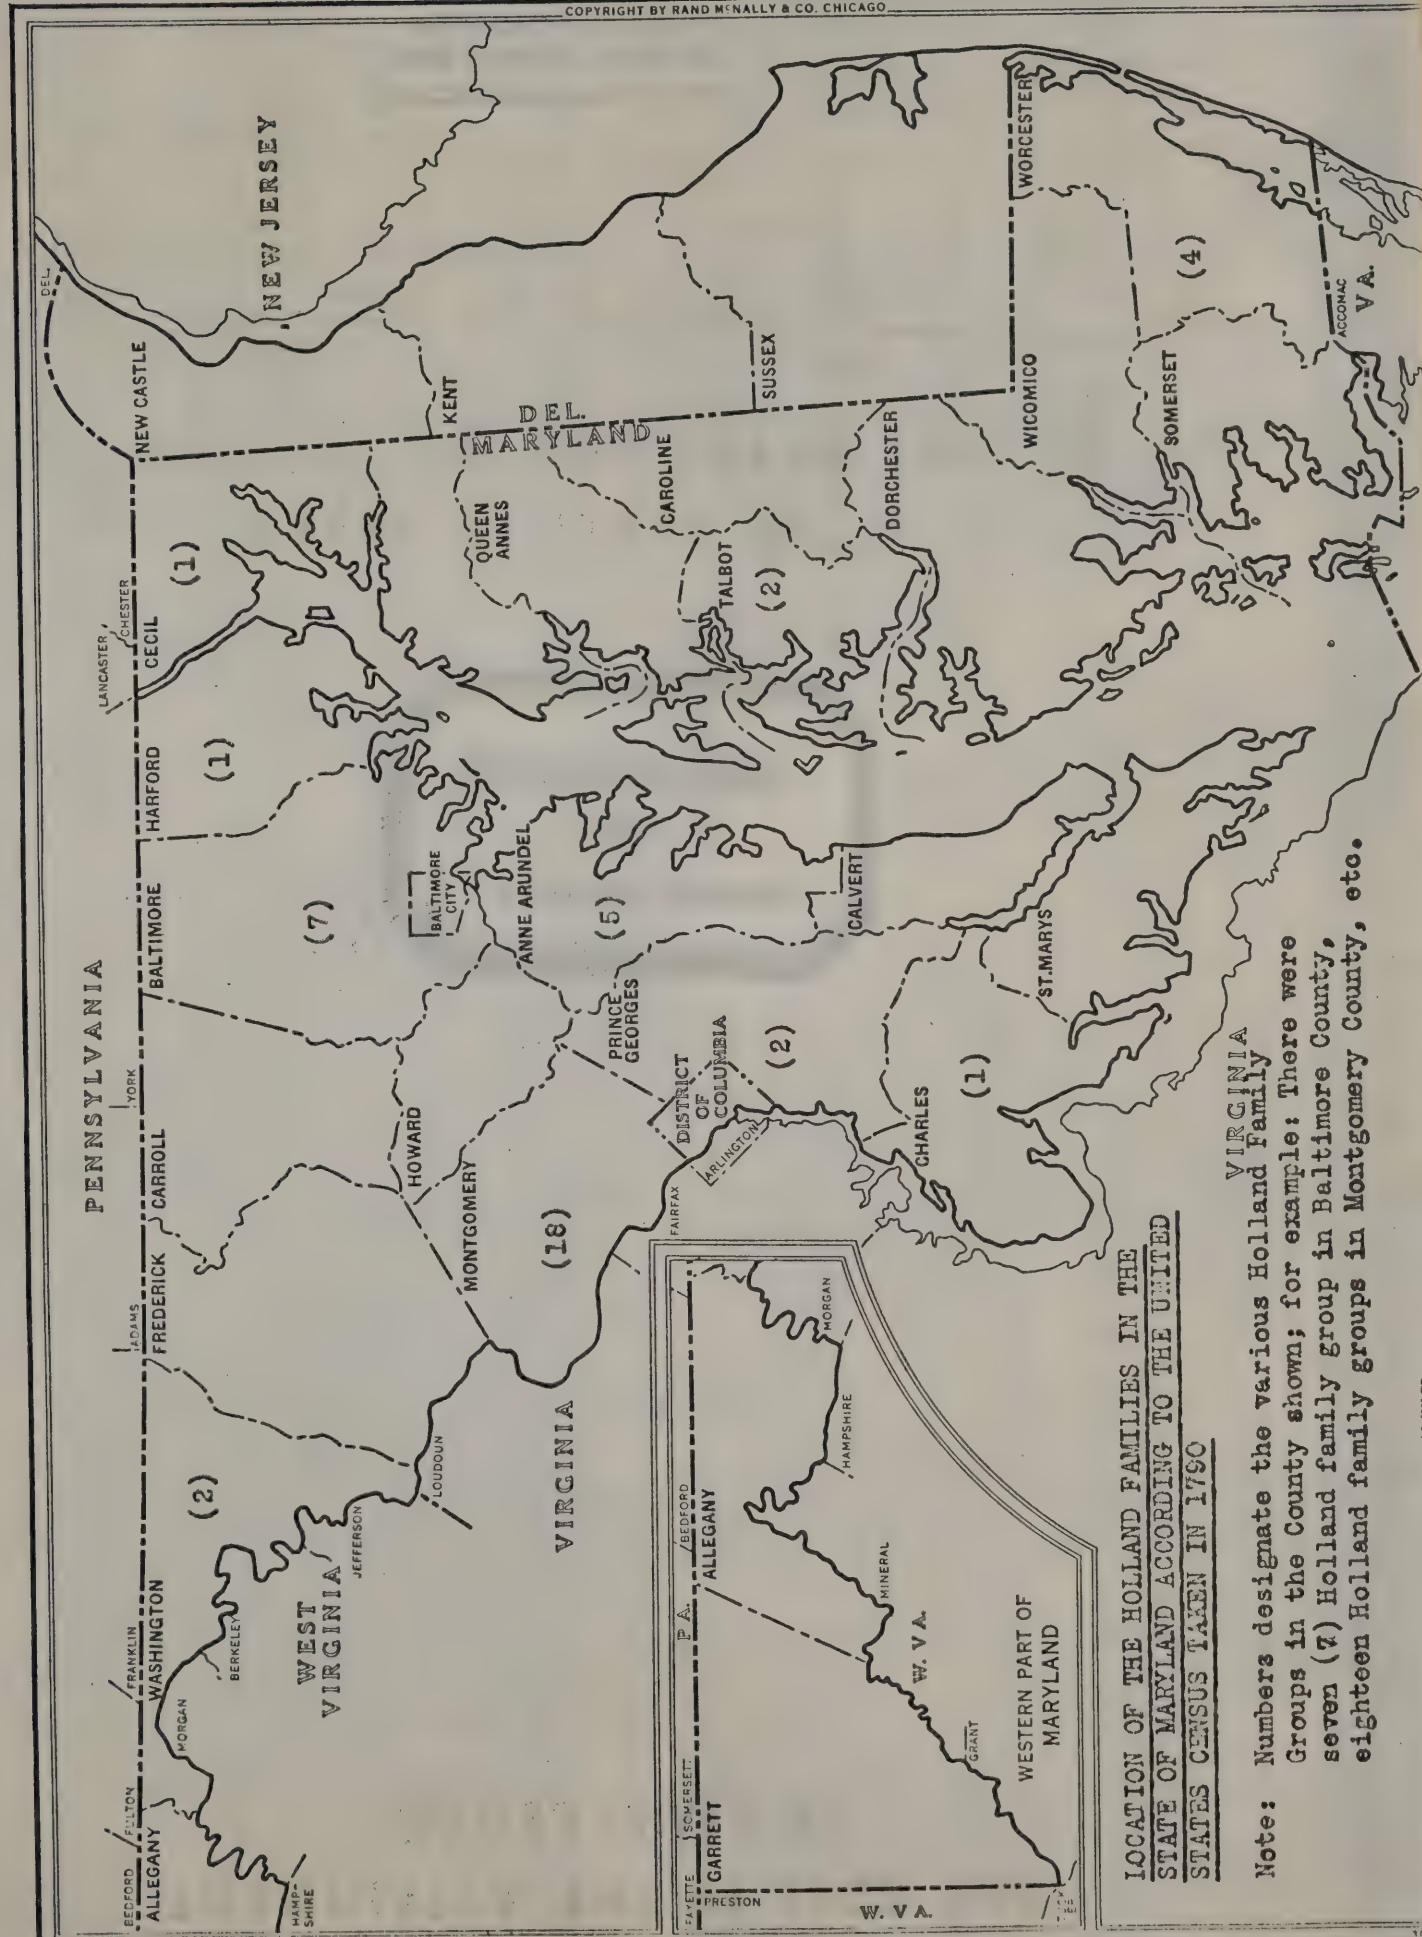 COPYRIGHT BY RAND MCNALLY & CO. CHICAGO
PENNSYLVANIA
BEDFORD
FULTON
FRANKLIN
ADAMS
YORK
LANCASTER
CHESTER
DEL.
ALLEGANY
WASHINGTON
FREDERICK
CARROLL
BALTIMORE
HARFORD
CECIL
NEW CASTLE
NEW JERSEY
MORGAN
BERKELEY
(2)
(7)
(1)
(1)
HAMP-
SHIRE
WEST
VIRGINIA
JEFFERSON
LOUDOUN
HOWARD
MONTGOMERY
BALTIMORE
CITY
ANNE ARUNDEL
QUEEN
ANNES
KENT
DEL.
MARYLAND
VIRGINIA
(18)
(5)
PRINCE
GEORGES
CAROLINE
TALBOT
(2)
SUSSEX
FAIRFAX
DISTRICT
OF
COLUMBIA
ARLINGTON
(2)
CALVERT
DORCHESTER
CHARLES
(1)
ST. MARYS
WICOMICO
WORCESTER
SOMERSET
(4)
ACCOMAC
VA.
VIRGINIA
FAYETTE
SOMERSET
PA.
BEDFORD
GARRETT
ALLEGANY
PRESTON
W. VA.
MORGAN
HAMPSHIRE
MINERAL
W. VA.
GRANT
WESTERN PART OF
MARYLAND
LOCATION OF THE HOLLAND FAMILIES IN THE
STATE OF MARYLAND ACCORDING TO THE UNITED
STATES CENSUS TAKEN IN 1790
Note: Numbers designate the various Holland Family
Groups in the County shown; for example: There were
seven (7) Holland family group in Baltimore County,
eighteen Holland family groups in Montgomery County, etc.